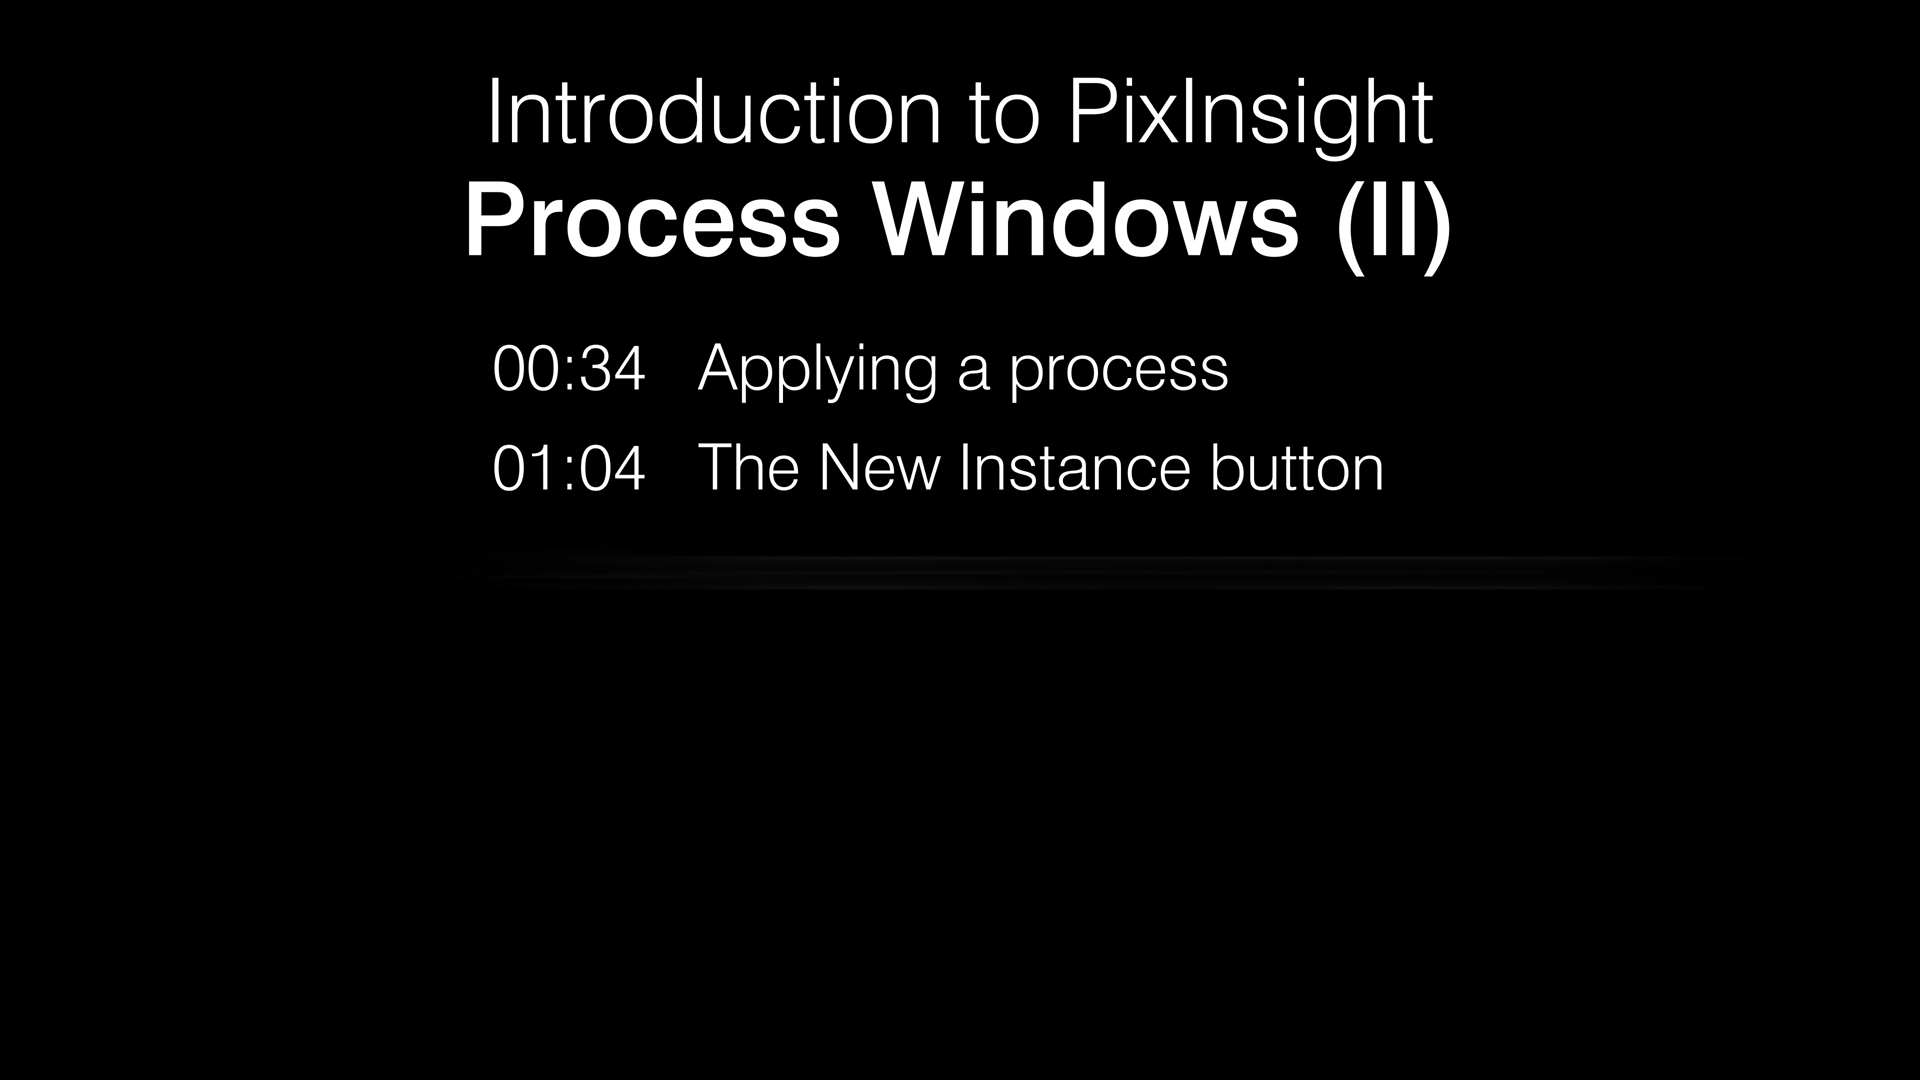 Introduction to PixInsight
Process Windows (II)
00:34 Applying a process
01:04 The New Instance button